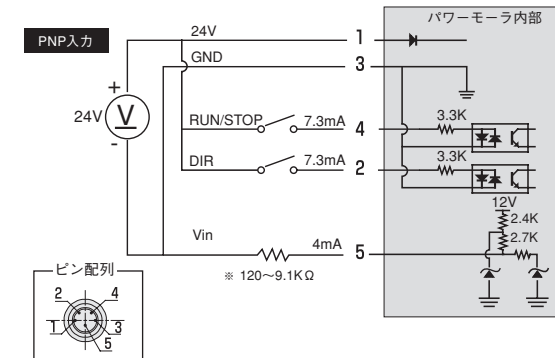 パワーモーラ内部
PNP入力
24V
1
GND
3
+
24V
V
-
RUN/STOP
7.3mA
4
3.3K
DIR
7.3mA
2
3.3K
12V
2.4K
2.7K
Vin
4mA
5
※ 120〜9.1KΩ
ピン配列
2
4
1
3
5